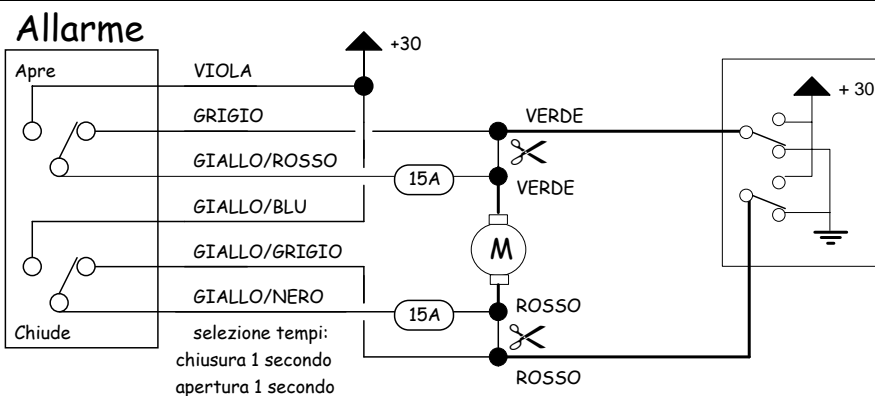 Allarme
+30
Apre
VIOLA
+ 30
GRIGIO
VERDE
GIALLO/ROSSO
15A
VERDE
GIALLO/BLU
M
GIALLO/GRIGIO
GIALLO/NERO
15A
ROSSO
Chiude
selezione tempi:
chiusura 1 secondo
apertura 1 secondo
ROSSO